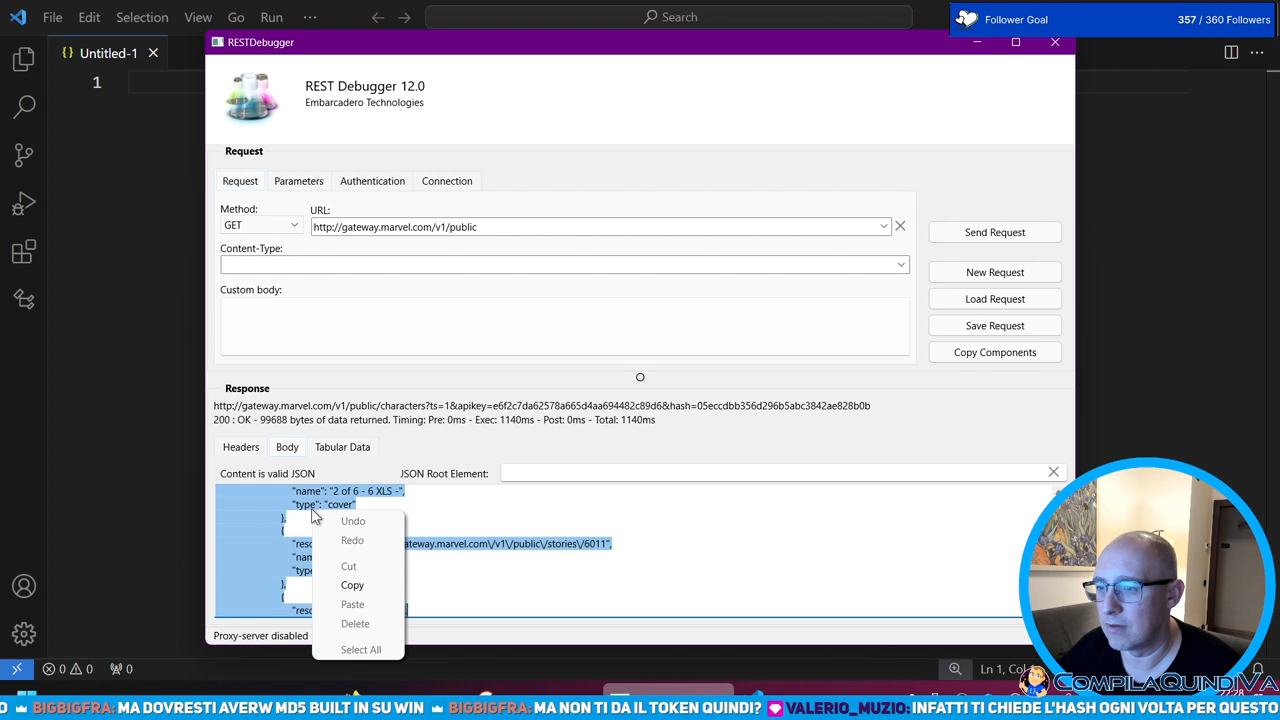 File Edit Selection View Go Run ··· Search
Follower Goal 357 / 360 Followers
{} Untitled-1
1
RESTDebugger
REST Debugger 12.0
Embarcadero Technologies
Request
Request Parameters Authentication Connection
Method: URL:
GET http://gateway.marvel.com/v1/public
Content-Type:
Custom body:
Send Request
New Request
Load Request
Save Request
Copy Components
Response
http://gateway.marvel.com/v1/public/characters?ts=1&apikey=e6f2c7da62578a665d4aa694482c89d6&hash=05eccdbb356d296b5abc3842ae828b0b
200 : OK - 99688 bytes of data returned. Timing: Pre: 0ms - Exec: 1140ms - Post: 0ms - Total: 1140ms
Headers Body Tabular Data
Content is valid JSON JSON Root Element:
"name": "2 of 6 - 6 XLS -",
"type": "cover"
},
{
ateway.marvel.com\/v1\/public\/stories\/6011",
},
{
Undo
Redo
Cut
Copy
Paste
Delete
Select All
Proxy-server disabled
0 0 0
COMPILAQUINDIVA
BIGBIGFRA: MA DOVRESTI AVERW MD5 BUILT IN SU WIN BIGBIGFRA: MA NON TI DA IL TOKEN QUINDI? VALERIO_MUZIO: INFATTI TI CHIEDE L'HASH OGNI VOLTA PER QUESTO